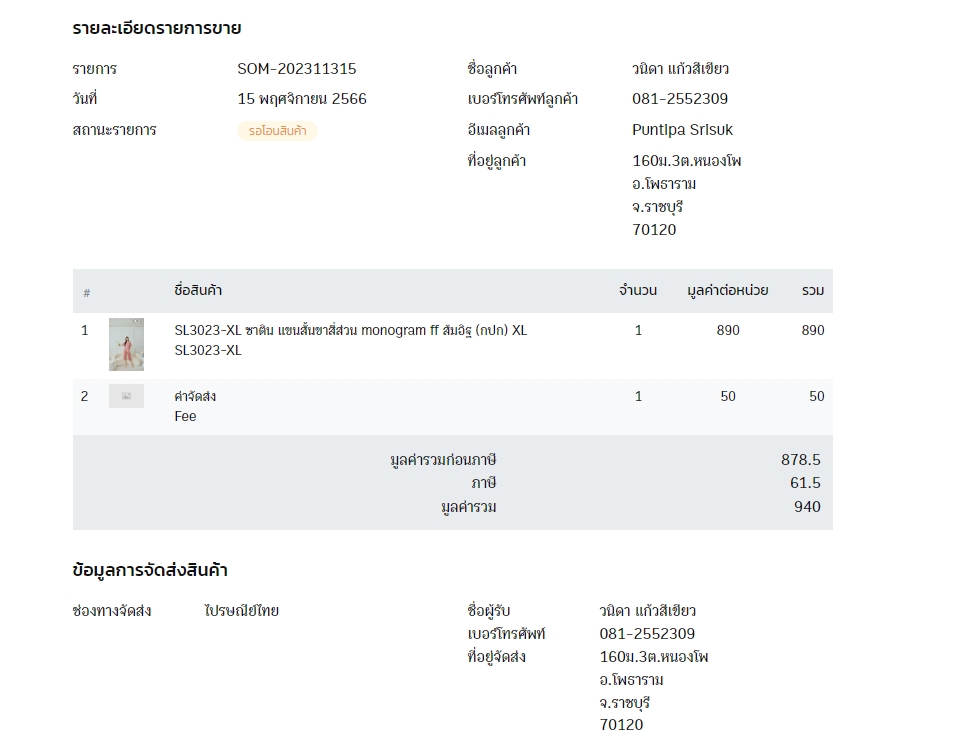 รายละเอียดรายการขาย
รายการ SOM-202311315 ชื่อลูกค้า วนิดา แก้วสีเขียว
วันที่ 15 พฤศจิกายน 2566 เบอร์โทรศัพท์ลูกค้า 081-2552309
สถานะรายการ รอโอนสินค้า อีเมลลูกค้า Puntipa Srisuk
ที่อยู่ลูกค้า 160ม.3ต.หนองโพ
อ.โพธาราม
จ.ราชบุรี
70120
# ชื่อสินค้า จำนวน มูลค่าต่อหน่วย รวม
1 SL3023-XL ซาติน แขนสั้นขาสี่ส่วน monogram ff ส้มอิฐ (กปก) XL 1 890 890
SL3023-XL
2 ค่าจัดส่ง 1 50 50
Fee
มูลค่ารวมก่อนภาษี 878.5
ภาษี 61.5
มูลค่ารวม 940
ข้อมูลการจัดส่งสินค้า
ช่องทางจัดส่ง ไปรษณีย์ไทย ชื่อผู้รับ วนิดา แก้วสีเขียว
เบอร์โทรศัพท์ 081-2552309
ที่อยู่จัดส่ง 160ม.3ต.หนองโพ
อ.โพธาราม
จ.ราชบุรี
70120